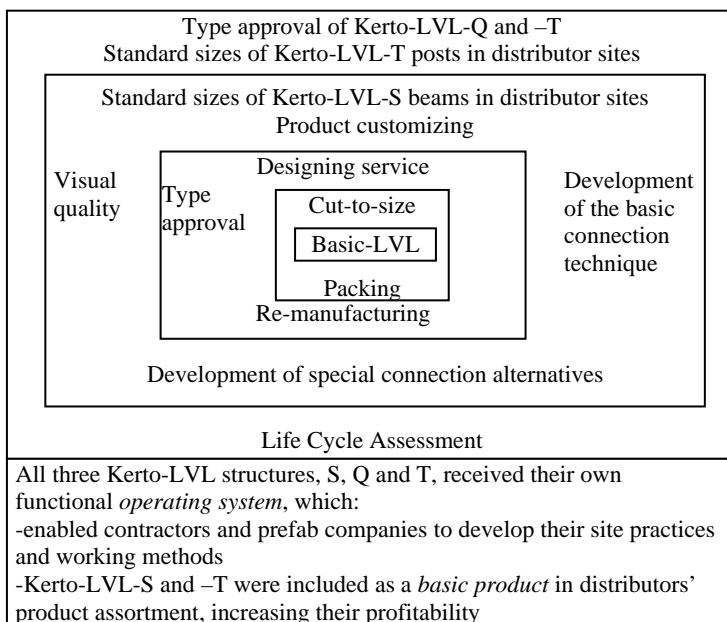 Type approval of Kerto-LVL-Q and –T
Standard sizes of Kerto-LVL-T posts in distributor sites
Standard sizes of Kerto-LVL-S beams in distributor sites
Product customizing
Designing service
Visual
quality
Type
approval
Cut-to-size
Basic-LVL
Packing
Re-manufacturing
Development
of the basic
connection
technique
Development of special connection alternatives
Life Cycle Assessment
All three Kerto-LVL structures, S, Q and T, received their own
functional operating system, which:
-enabled contractors and prefab companies to develop their site practices
and working methods
-Kerto-LVL-S and –T were included as a basic product in distributors’
product assortment, increasing their profitability